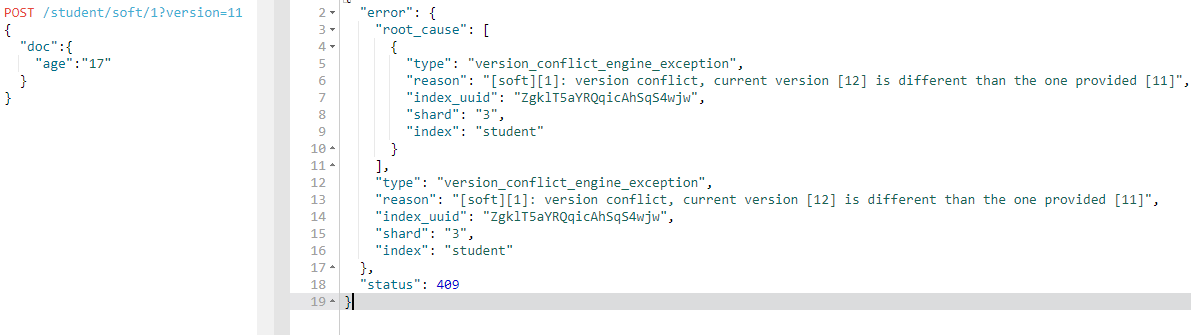 POST /student/soft/1?version=11
{
"doc":{
"age":"17"
}
}
2 "error": {
3 "root_cause": [
4 {
5 "type": "version_conflict_engine_exception",
6 "reason": "[soft][1]: version conflict, current version [12] is different than the one provided [11]",
7 "index_uuid": "ZgklT5aYRQqicAhSqS4wjw",
8 "shard": "3",
9 "index": "student"
10 }
11 ],
12 "type": "version_conflict_engine_exception",
13 "reason": "[soft][1]: version conflict, current version [12] is different than the one provided [11]",
14 "index_uuid": "ZgklT5aYRQqicAhSqS4wjw",
15 "shard": "3",
16 "index": "student"
17 },
18 "status": 409
19 }